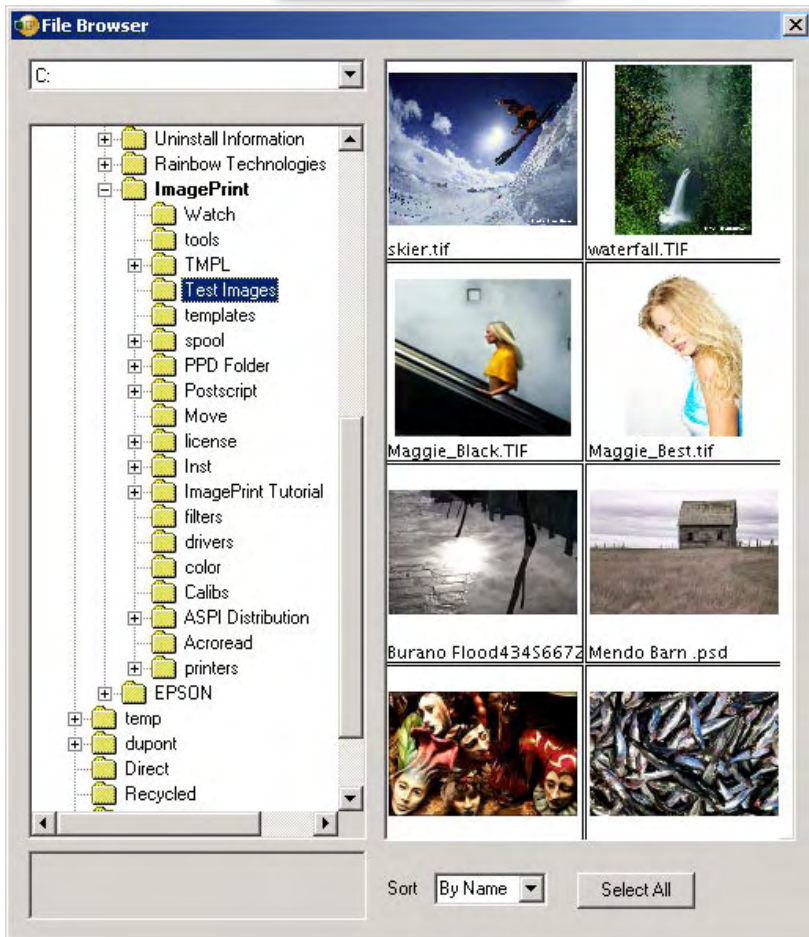 File Browser
C:
Uninstall Information
Rainbow Technologies
ImagePrint
Watch
tools
TMPL
Test Images
templates
spool
PPD Folder
Postscript
Move
license
Inst
ImagePrint Tutorial
filters
drivers
color
Calibs
ASPI Distribution
Acroread
printers
EPSON
temp
dupont
Direct
Recycled
skier.tif
waterfall.TIF
Maggie_Black.TIF
Maggie_Best.tif
Burano Flood43456672
Mendo Barn .psd
Sort
By Name
Select All